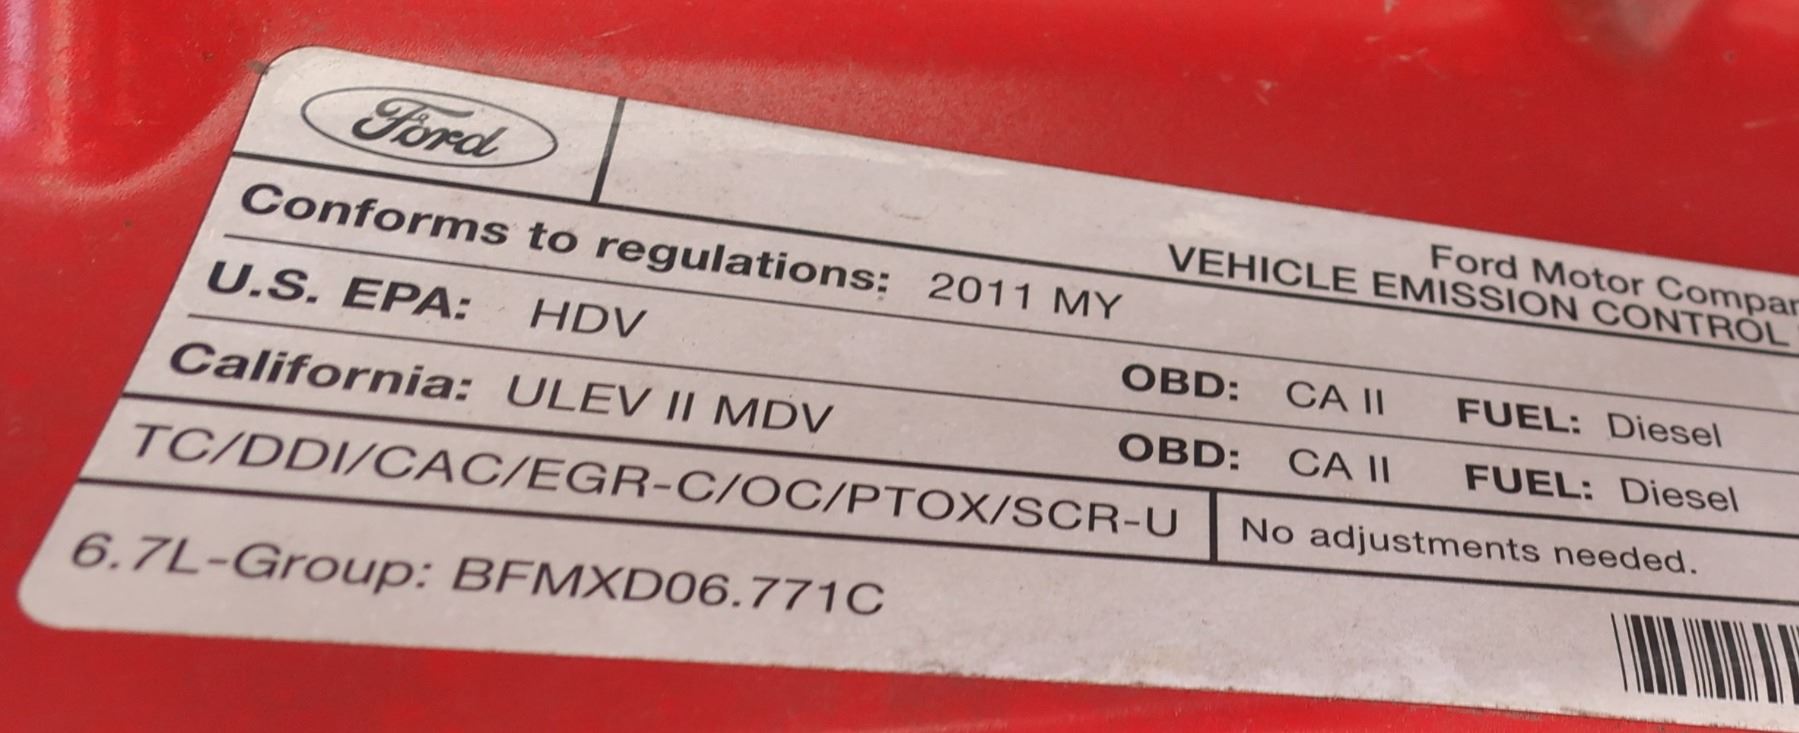 Ford
Ford Motor
VEHICLE EMISSION CONTROL
Conforms to regulations: 2011 MY
U.S. EPA: HDV OBD: CA II FUEL: Diesel
California: ULEV II MDV OBD: CA II FUEL: Diesel
TC/DDI/CAC/EGR-C/OC/PTOX/SCR-U No adjustments needed.
6.7L-Group: BFMXD06.771C